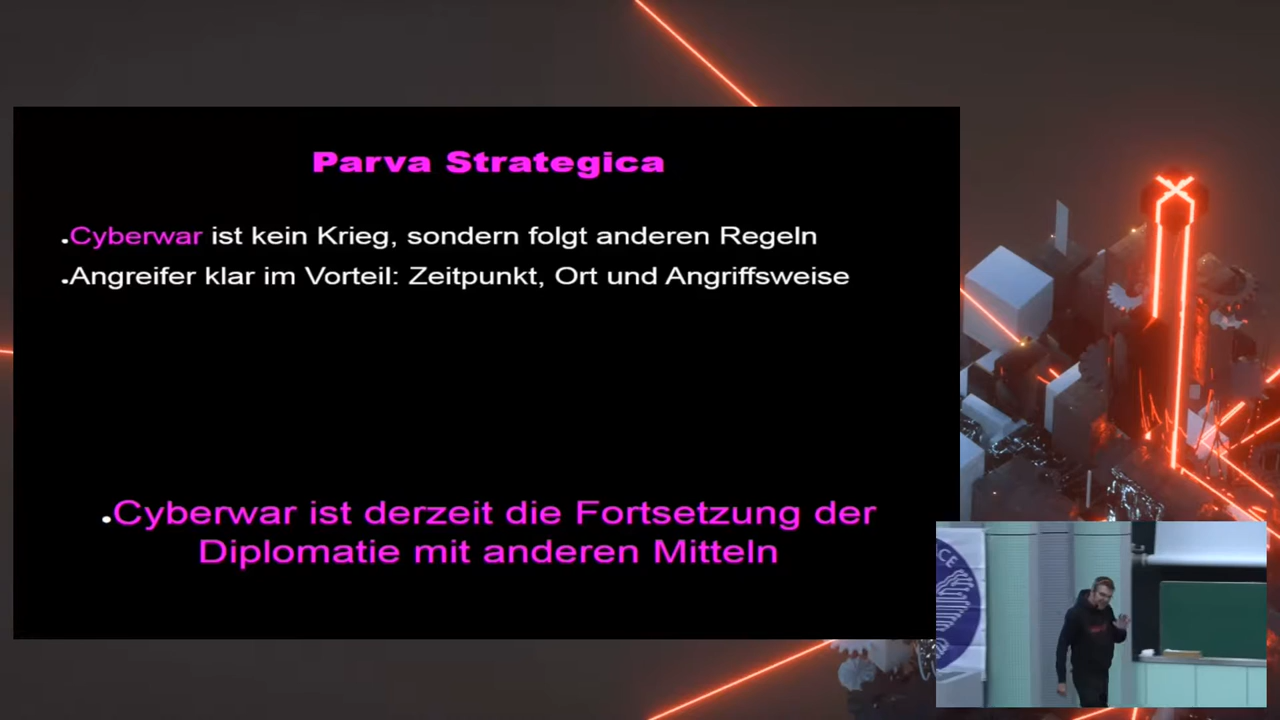 Parva Strategica
.Cyberwar ist kein Krieg, sondern folgt anderen Regeln
.Angreifer klar im Vorteil: Zeitpunkt, Ort und Angriffsweise
.Cyberwar ist derzeit die Fortsetzung der
Diplomatie mit anderen Mitteln